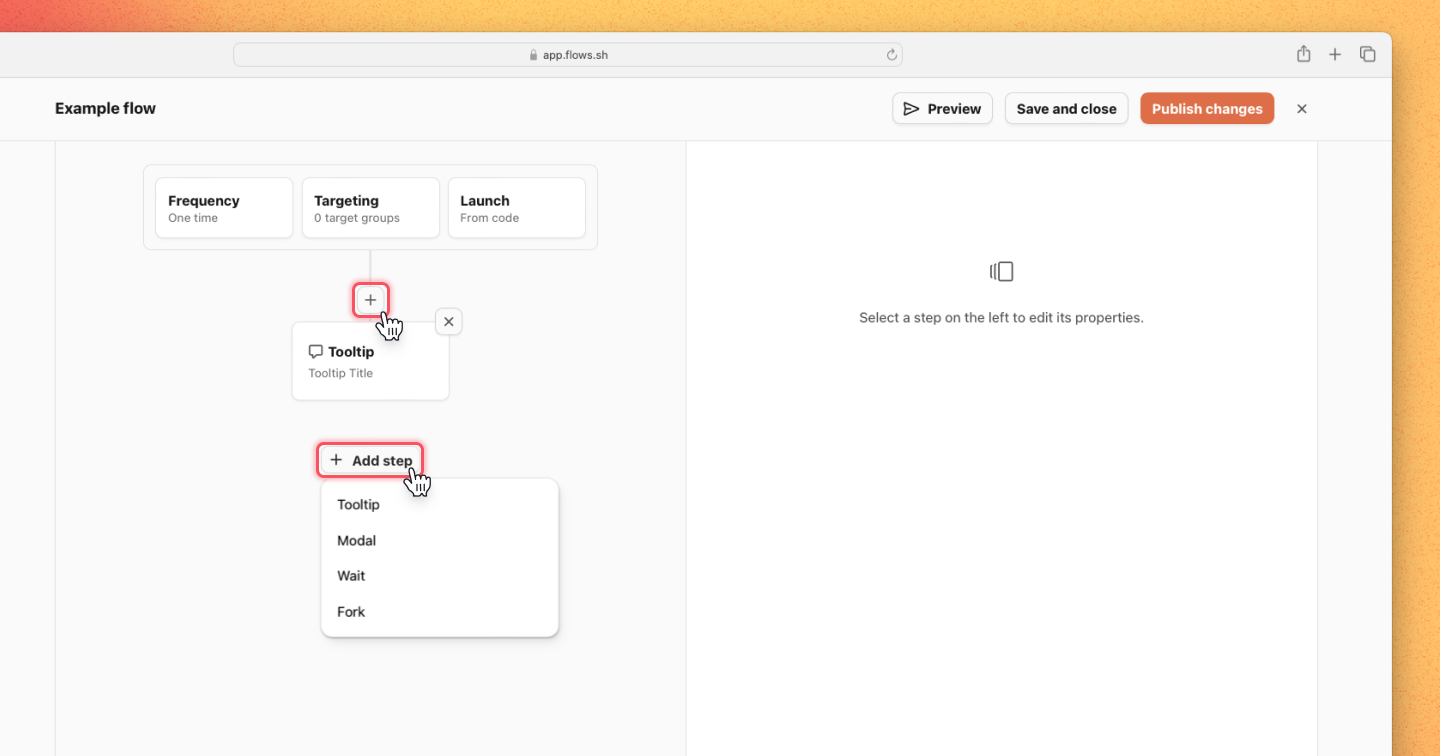 app.flows.sh
Example flow
Preview
Save and close
Publish changes
Frequency
One time
Targeting
0 target groups
Launch
From code
Tooltip
Tooltip Title
Select a step on the left to edit its properties.
Add step
Tooltip
Modal
Wait
Fork